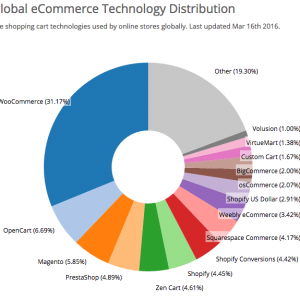 lobal eCommerce Technology Distribution
e shopping cart technologies used by online stores globally. Last updated Mar 16th 2016.
Other (19.30%)
WooCommerce (31.17%)
Volusion (1.00%)
VirtueMart (1.38%)
Custom Cart (1.67%)
BigCommerce (2.00%)
osCommerce (2.07%)
Shopify US Dollar (2.91%)
Weebly eCommerce (3.42%)
OpenCart (6.69%)
Squarespace Commerce (4.17%)
Magento (5.85%)
Shopify Conversions (4.42%)
PrestaShop (4.89%)
Shopify (4.45%)
Zen Cart (4.61%)